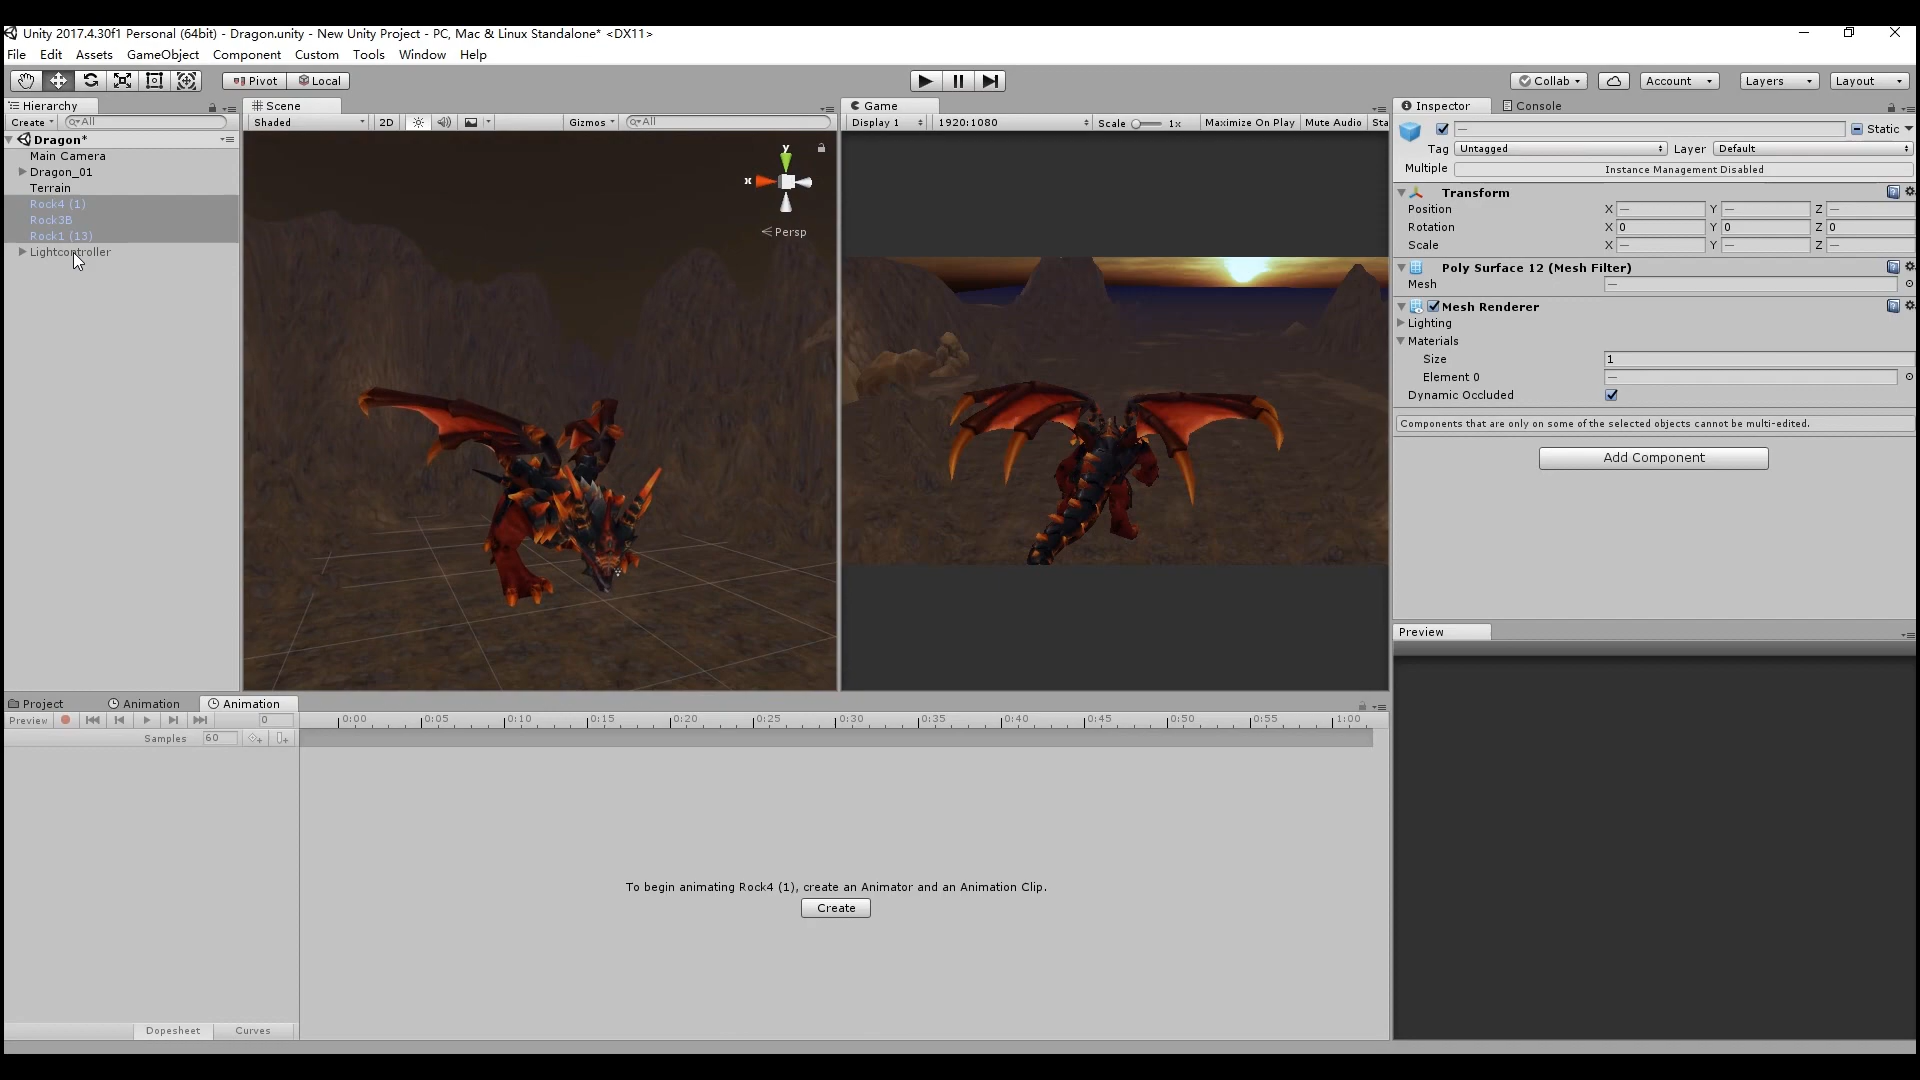 Unity 2017.4.30f1 Personal (64bit) - Dragon.unity - New Unity Project - PC, Mac & Linux Standalone* <DX11>
File Edit Assets GameObject Component Custom Tools Window Help
Pivot Local Collab Account Layers Layout
Hierarchy Scene Game Inspector Console
Create All Shaded 2D Gizmos All Display 1 1920:1080 Scale 1x Maximize On Play Mute Audio Sta
Static
Dragon*
Main Camera
Dragon_01
Terrain
Rock4 (1)
Rock3B
Rock1 (13)
Lightcontroller
y
x
Persp
Tag Untagged Layer Default
Multiple Instance Management Disabled
Transform
Position X — Y — Z —
Rotation X 0 Y 0 Z 0
Scale X — Y — Z —
Poly Surface 12 (Mesh Filter)
Mesh —
Mesh Renderer
Lighting
Materials
Size 1
Element 0 —
Dynamic Occluded
Components that are only on some of the selected objects cannot be multi-edited.
Add Component
Preview
Project Animation Animation
Preview 0 0:00 0:05 0:10 0:15 0:20 0:25 0:30 0:35 0:40 0:45 0:50 0:55 1:00
Samples 60
To begin animating Rock4 (1), create an Animator and an Animation Clip.
Create
Dopesheet Curves